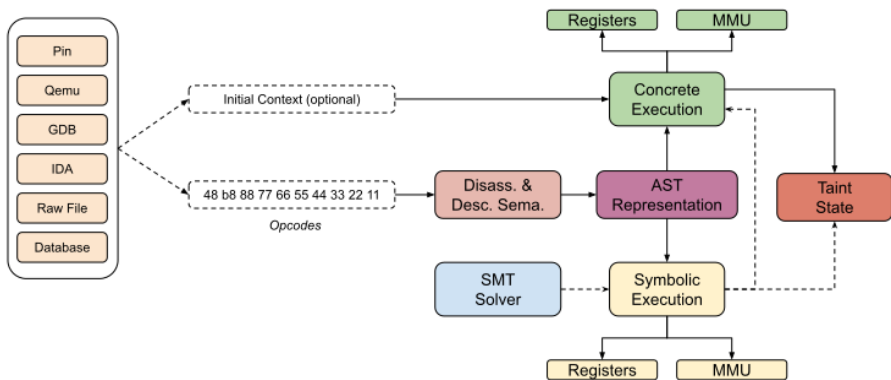 Pin
Qemu
GDB
IDA
Raw File
Database
Initial Context (optional)
48 b8 88 77 66 55 44 33 22 11
Opcodes
Disass. &
Desc. Sema.
SMT
Solver
Registers
MMU
Concrete
Execution
AST
Representation
Symbolic
Execution
Registers
MMU
Taint
State